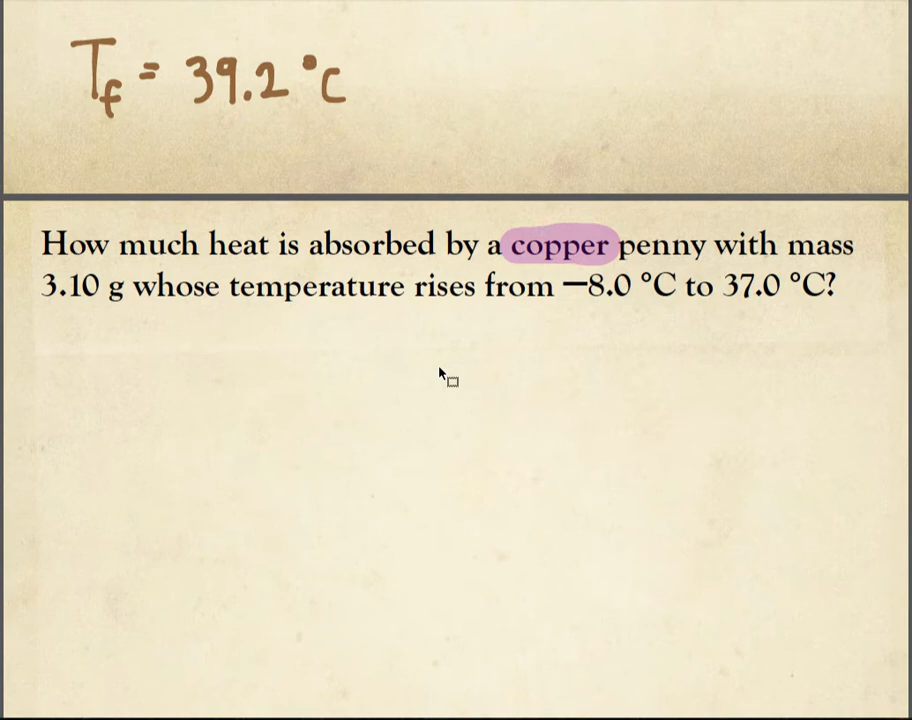 Tf = 39.2 °C
How much heat is absorbed by a copper penny with mass
3.10 g whose temperature rises from −8.0 °C to 37.0 °C?